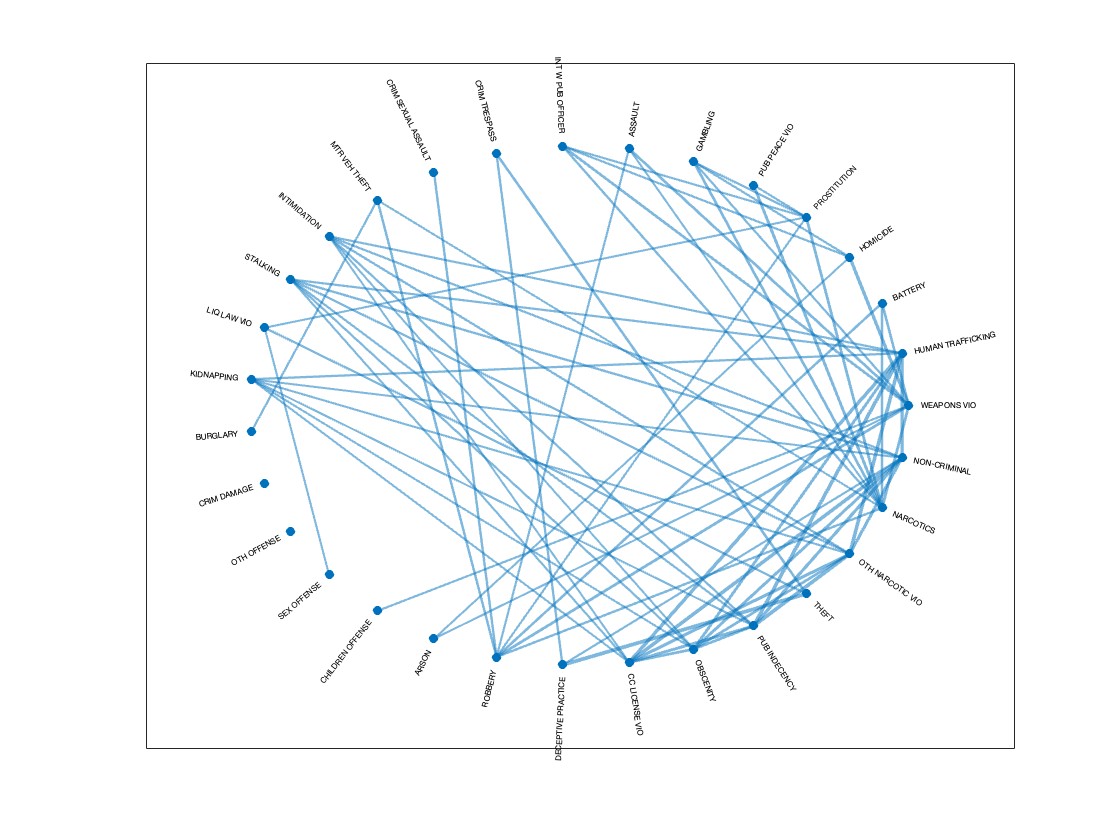 INT W PUB OFFICER
ASSAULT
GAMBLING
PUB PEACE VIO
PROSTITUTION
HOMICIDE
BATTERY
HUMAN TRAFFICKING
WEAPONS VIO
NON-CRIMINAL
NARCOTICS
OTH NARCOTIC VIO
THEFT
PUB INDECENCY
OBSCENITY
CC LICENSE VIO
DECEPTIVE PRACTICE
ROBBERY
ARSON
CHILDREN OFFENSE
SEX OFFENSE
OTH OFFENSE
CRIM DAMAGE
BURGLARY
KIDNAPPING
LIQ LAW VIO
STALKING
INTIMIDATION
MTR VEH THEFT
CRIM SEXUAL ASSAULT
CRIM TRESPASS